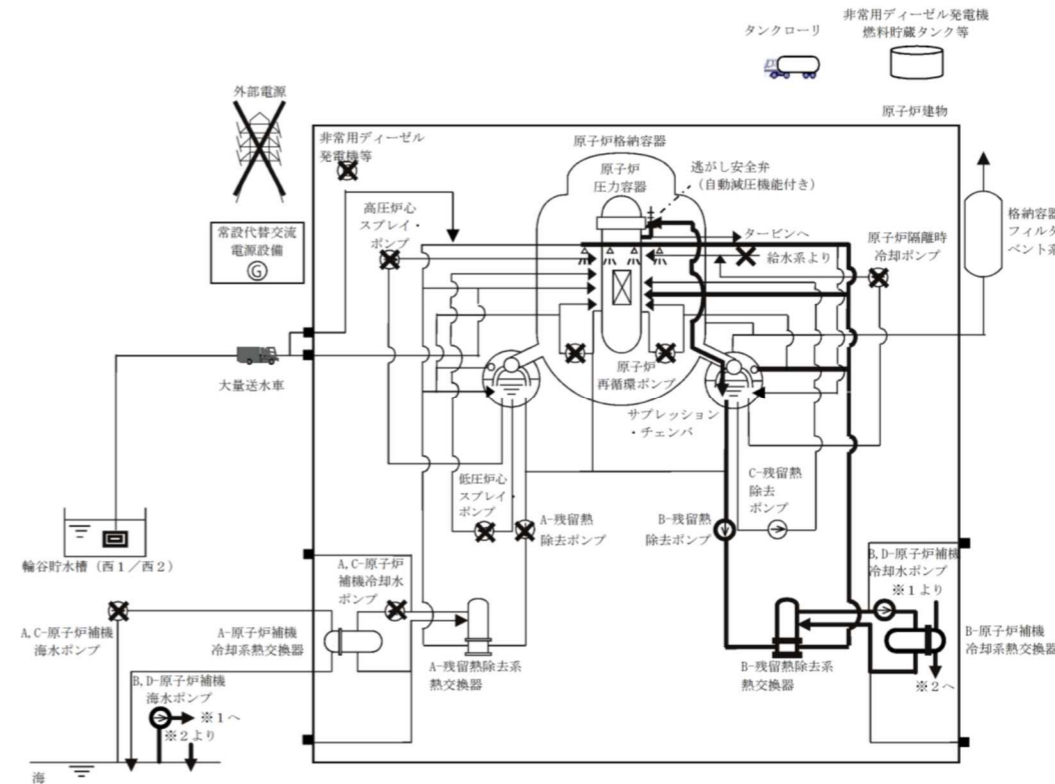 タンクローリ
非常用ディーゼル発電機
燃料貯蔵タンク等
外部電源
原子炉建物
非常用ディーゼル
発電機等
原子炉格納容器
原子炉
圧力容器
逃がし安全弁
(自動減圧機能付き)
高圧炉心
スプレイ・
ポンプ
タービンへ
給水系より
原子炉隔離時
冷却ポンプ
格納容器
フィルタ
ベント系
常設代替交流
電源設備
G
大量送水車
原子炉
再循環ポンプ
サプレッション
・チェンバ
低圧炉心
スプレイ・
ポンプ
A-残留熱
除去ポンプ
B-残留熱
除去ポンプ
C-残留熱
除去
ポンプ
輪谷貯水槽(西1/西2)
A,C-原子炉補機
海水ポンプ
A-原子炉補機
冷却系熱交換器
A,C-原子炉
補機冷却水
ポンプ
A-残留熱除去系
熱交換器
B-残留熱除去系
熱交換器
B,D-原子炉補機
冷却水ポンプ
※1より
B-原子炉補機
冷却系熱交換器
※2へ
B,D-原子炉補機
海水ポンプ
※1へ
※2より
海